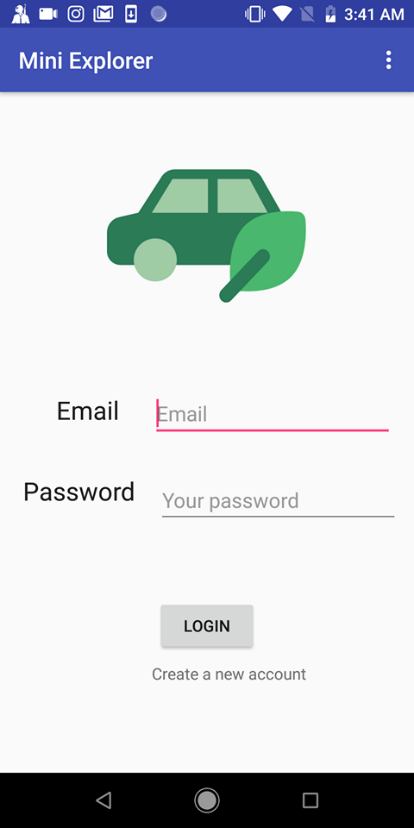 3:41 AM
Mini Explorer
Email Email
Password Your password
LOGIN
Create a new account